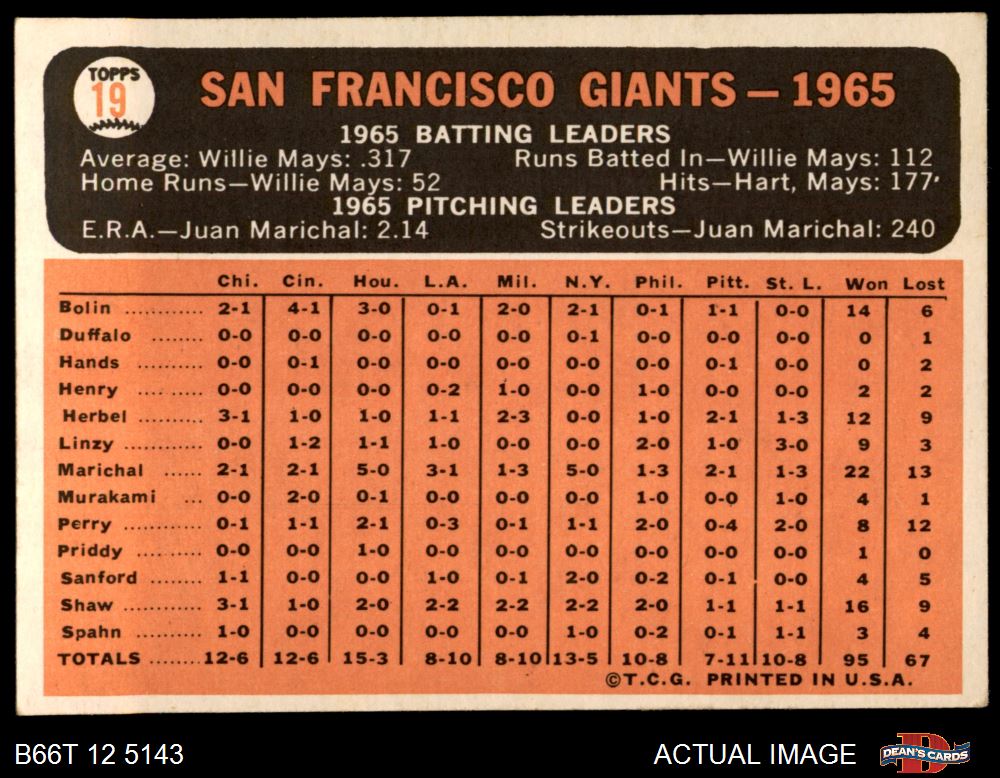 TOPPS
19
SAN FRANCISCO GIANTS — 1965
1965 BATTING LEADERS
Average: Willie Mays: .317 Runs Batted In—Willie Mays: 112
Home Runs—Willie Mays: 52 Hits—Hart, Mays: 177
1965 PITCHING LEADERS
E.R.A.—Juan Marichal: 2.14 Strikeouts—Juan Marichal: 240
Chi. Cin. Hou. L.A. Mil. N.Y. Phil. Pitt. St. L. Won Lost
Bolin ........... 2-1 4-1 3-0 0-1 2-0 2-1 0-1 1-1 0-0 14 6
Duffalo ........ 0-0 0-0 0-0 0-0 0-0 0-1 0-0 0-0 0-0 0 1
Hands .......... 0-0 0-1 0-0 0-0 0-0 0-0 0-0 0-1 0-0 0 2
Henry .......... 0-0 0-0 0-0 0-2 1-0 0-0 1-0 0-0 0-0 2 2
Herbel ......... 3-1 1-0 1-0 1-1 2-3 0-0 1-0 2-1 1-3 12 9
Linzy ........... 0-0 1-2 1-1 1-0 0-0 0-0 2-0 1-0 3-0 9 3
Marichal ...... 2-1 2-1 5-0 3-1 1-3 5-0 1-3 2-1 1-3 22 13
Murakami ... 0-0 2-0 0-1 0-0 0-0 0-0 1-0 0-0 1-0 4 1
Perry ........... 0-1 1-1 2-1 0-3 0-1 1-1 2-0 0-4 2-0 8 12
Priddy .......... 0-0 0-0 1-0 0-0 0-0 0-0 0-0 0-0 0-0 1 0
Sanford ........ 1-1 0-0 0-0 1-0 0-1 2-0 0-2 0-1 0-0 4 5
Shaw ........... 3-1 1-0 2-0 2-2 2-2 2-2 2-0 1-1 1-1 16 9
Spahn .......... 1-0 0-0 0-0 0-0 0-0 1-0 0-2 0-1 1-1 3 4
TOTALS ........ 12-6 12-6 15-3 8-10 8-10 13-5 10-8 7-11 10-8 95 67
©T.C.G. PRINTED IN U.S.A.
B66T 12 5143 ACTUAL IMAGE DEAN'S CARDS